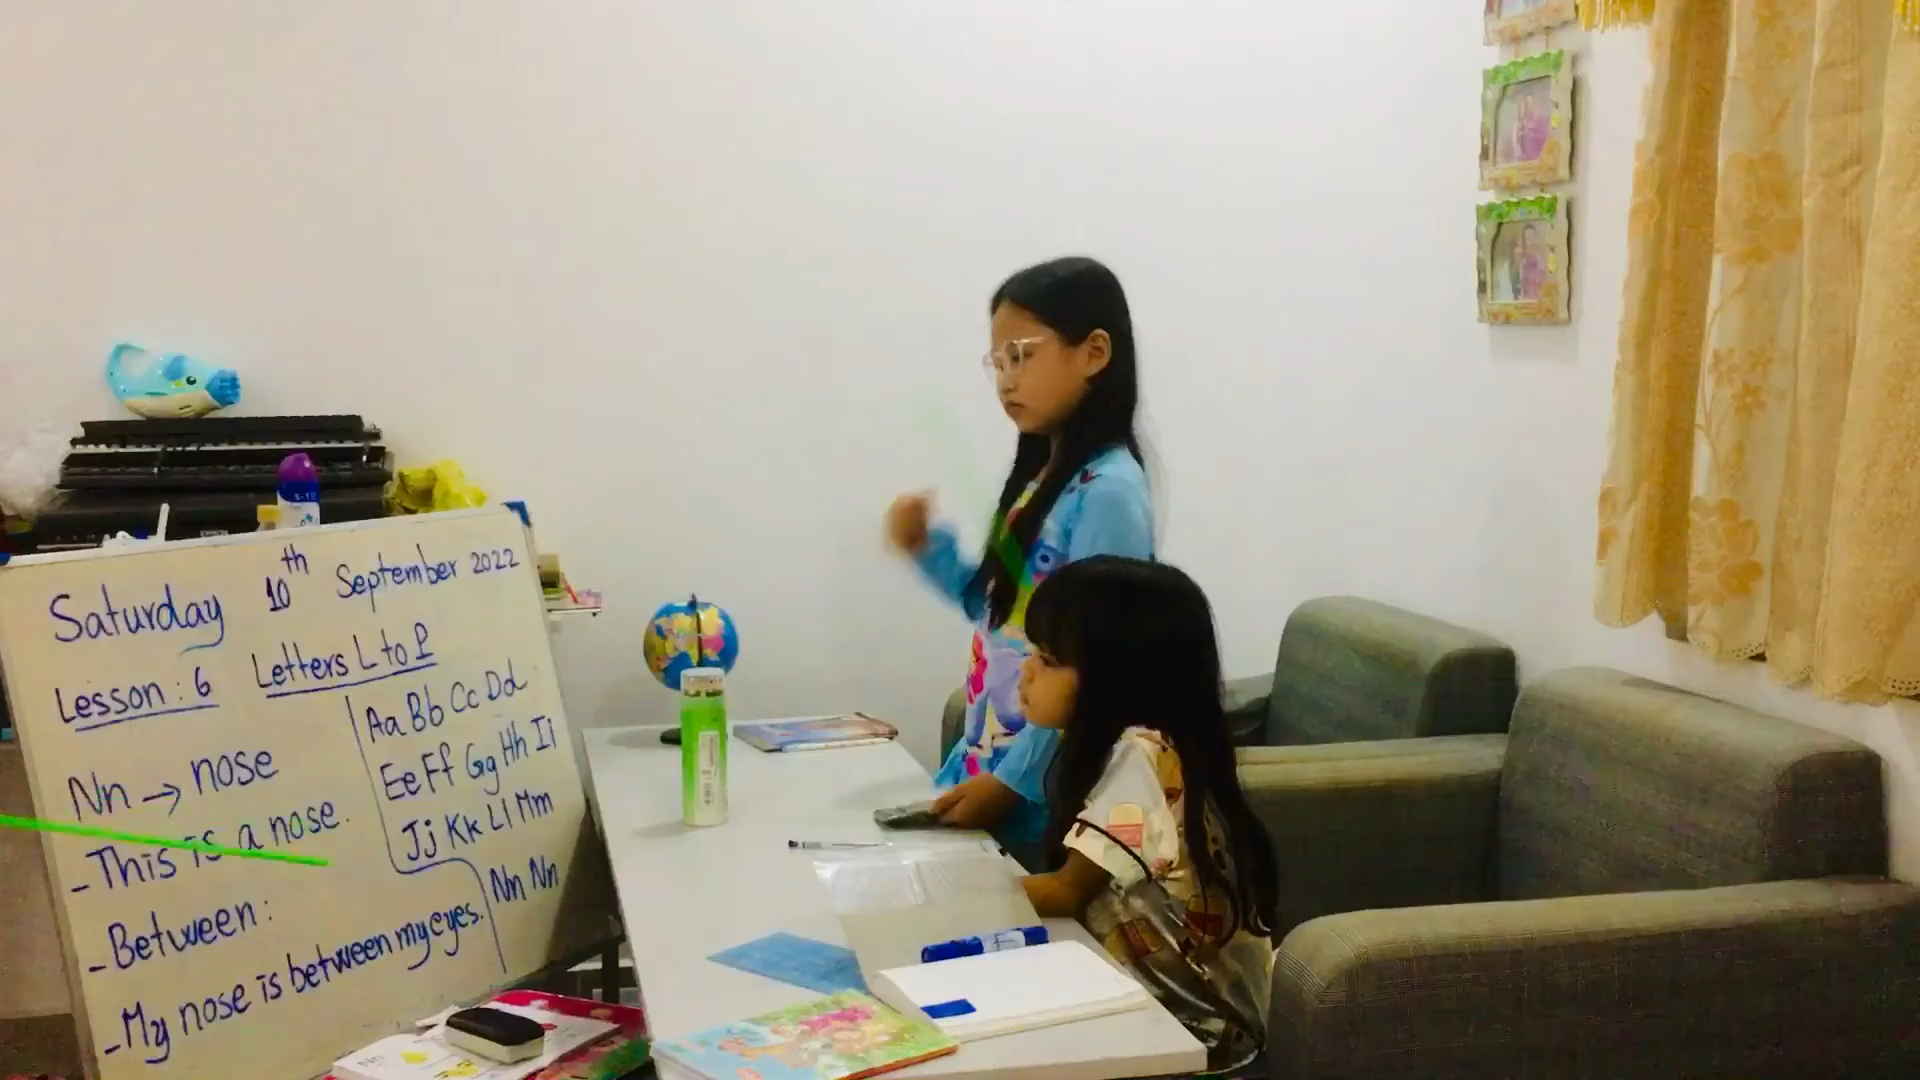 Saturday 10th September 2022
Lesson: 6 Letters L to P
Nn → nose
- This is a nose.
- Between:
- My nose is between my eyes.
Aa Bb Cc Dd
Ee Ff Gg Hh Ii
Jj Kk Ll Mm
Nn Nn